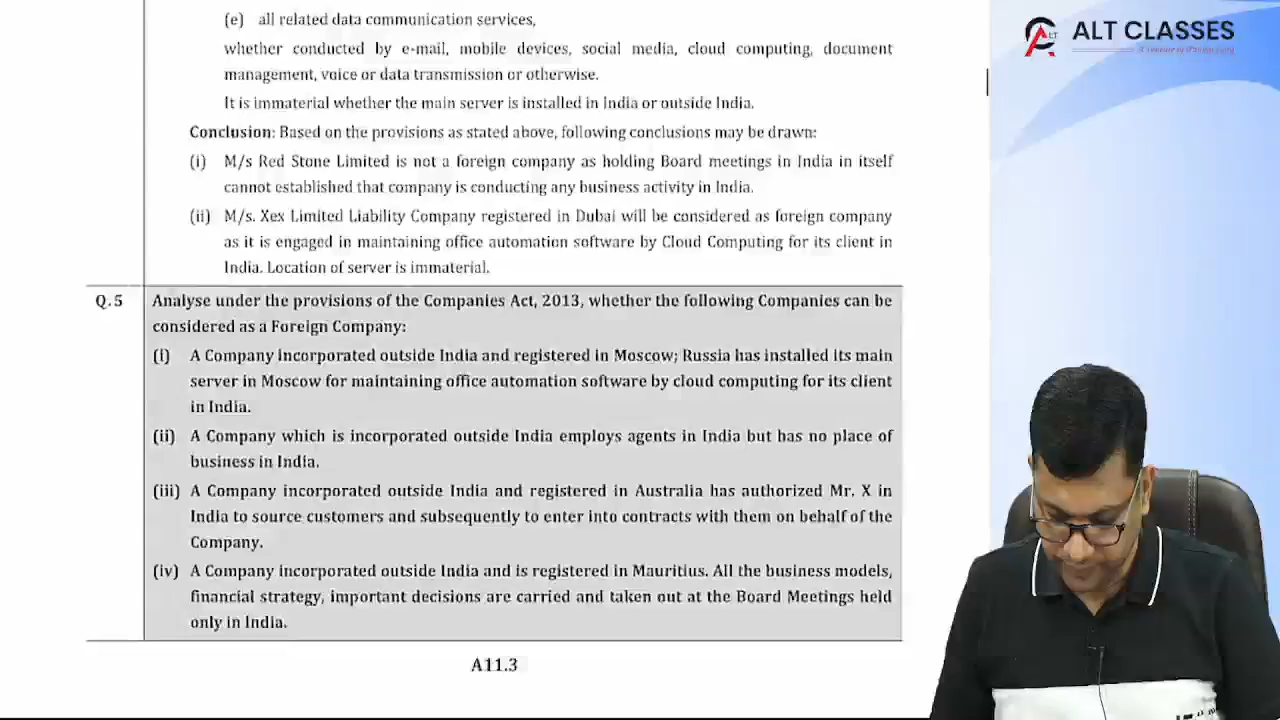 (e) all related data communication services,
whether conducted by e-mail, mobile devices, social media, cloud computing, document
management, voice or data transmission or otherwise.
It is immaterial whether the main server is installed in India or outside India.
Conclusion: Based on the provisions as stated above, following conclusions may be drawn:
(i) M/s Red Stone Limited is not a foreign company as holding Board meetings in India in itself
cannot established that company is conducting any business activity in India.
(ii) M/s. Xex Limited Liability Company registered in Dubai will be considered as foreign company
as it is engaged in maintaining office automation software by Cloud Computing for its client in
India. Location of server is immaterial.
Q.5 Analyse under the provisions of the Companies Act, 2013, whether the following Companies can be
considered as a Foreign Company:
(i) A Company incorporated outside India and registered in Moscow; Russia has installed its main
server in Moscow for maintaining office automation software by cloud computing for its client
in India.
(ii) A Company which is incorporated outside India employs agents in India but has no place of
business in India.
(iii) A Company incorporated outside India and registered in Australia has authorized Mr. X in
India to source customers and subsequently to enter into contracts with them on behalf of the
Company.
(iv) A Company incorporated outside India and is registered in Mauritius. All the business models,
financial strategy, important decisions are carried and taken out at the Board Meetings held
only in India.
A11.3
ALT
ALT CLASSES